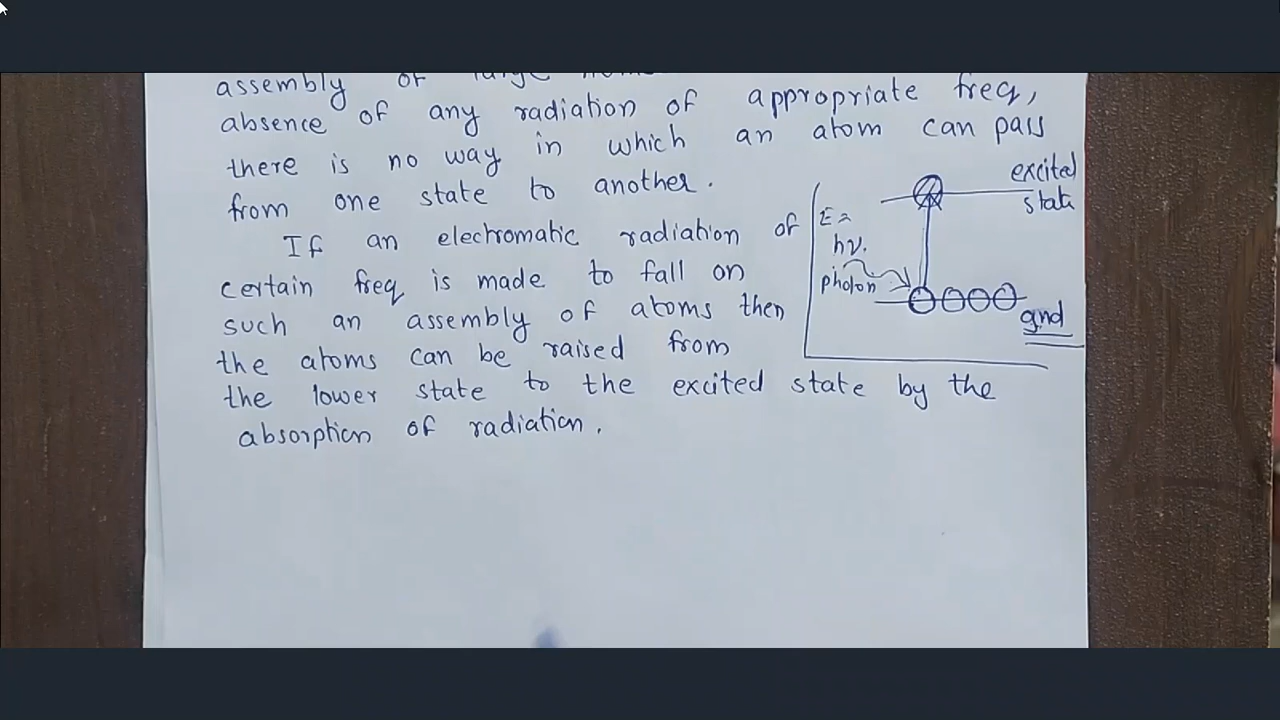 assembly of large
absence of any radiation of appropriate freq,
there is no way in which an atom can pass
from one state to another.
If an electromatic radiation of
certain freq is made to fall on
such an assembly of atoms then
the atoms can be raised from
the lower state to the excited state by the
absorption of radiation.
excited
state
E=
hν.
photon
gnd